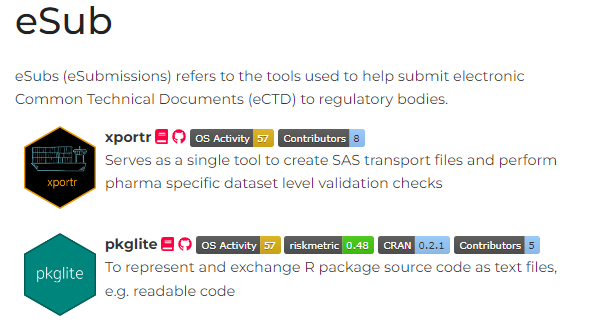 eSub
eSubs (eSubmissions) refers to the tools used to help submit electronic
Common Technical Documents (eCTD) to regulatory bodies.
xportr OS Activity 57 Contributors 8
xportr
Serves as a single tool to create SAS transport files and perform
pharma specific dataset level validation checks
pkglite OS Activity 57 riskmetric 0.48 CRAN 0.2.1 Contributors 5
pkglite
To represent and exchange R package source code as text files,
e.g. readable code